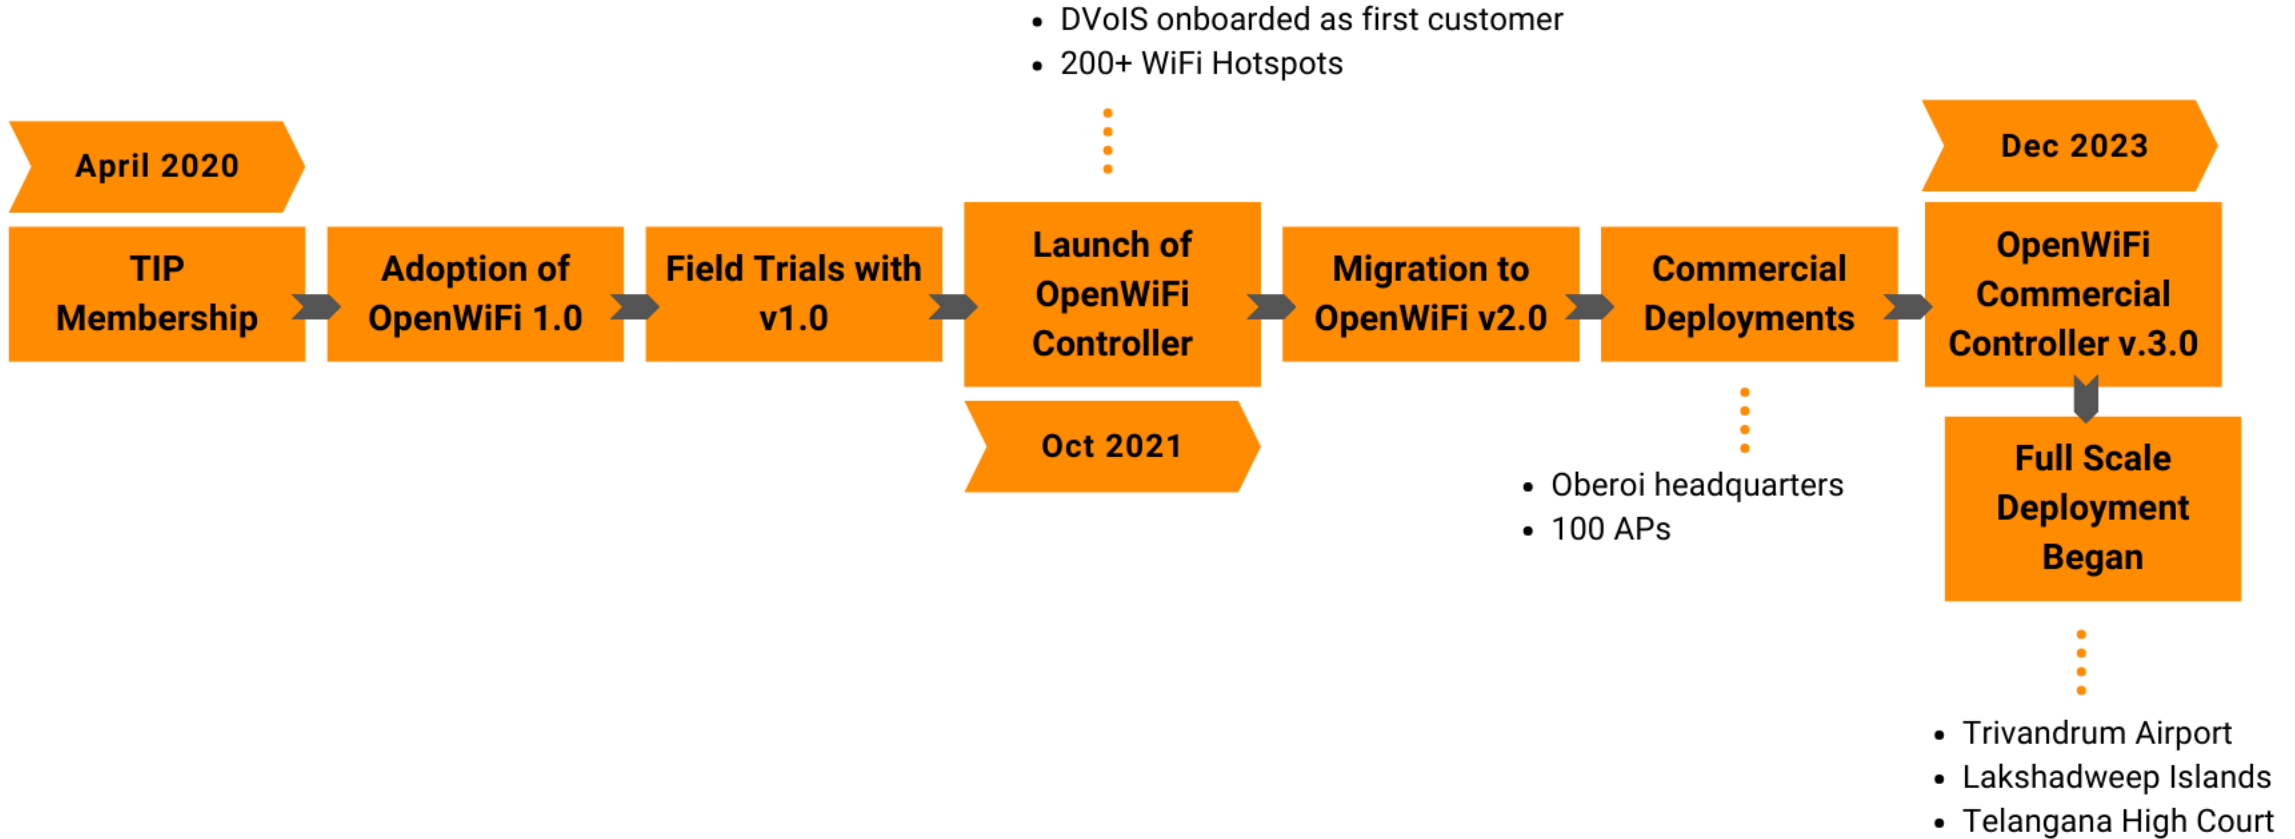 • DVoIS onboarded as first customer
• 200+ WiFi Hotspots
April 2020
Dec 2023
TIP
Membership
Adoption of
OpenWiFi 1.0
Field Trials with
v1.0
Launch of
OpenWiFi
Controller
Migration to
OpenWiFi v2.0
Commercial
Deployments
OpenWiFi
Commercial
Controller v.3.0
Oct 2021
• Oberoi headquarters
• 100 APs
Full Scale
Deployment
Began
• Trivandrum Airport
• Lakshadweep Islands
• Telangana High Court